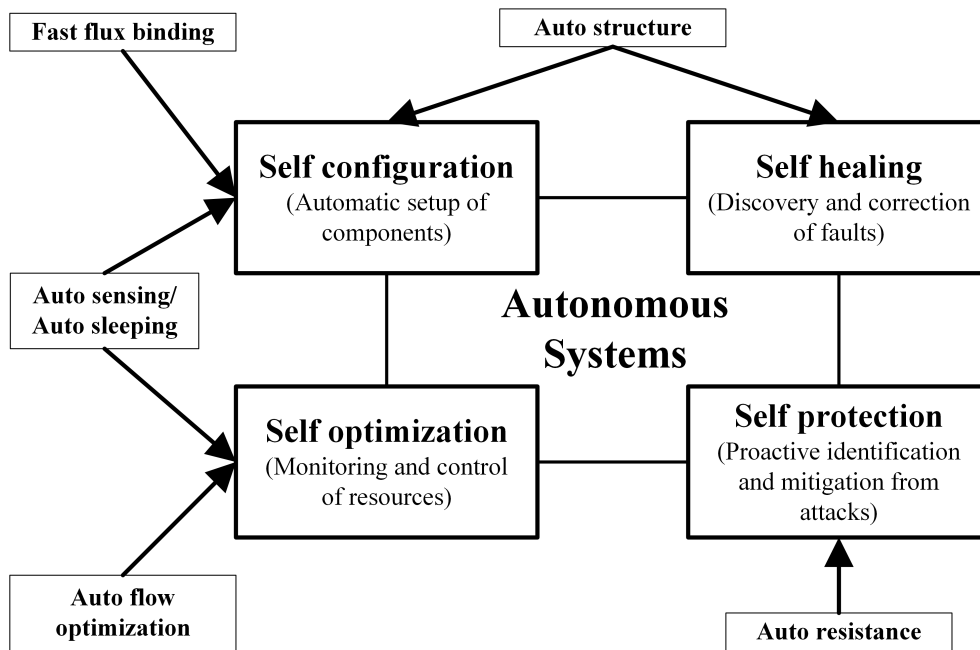 Fast flux binding
Auto structure
Self configuration
(Automatic setup of
components)
Self healing
(Discovery and correction
of faults)
Auto sensing/
Auto sleeping
Autonomous
Systems
Self optimization
(Monitoring and control
of resources)
Self protection
(Proactive identification
and mitigation from
attacks)
Auto flow
optimization
Auto resistance